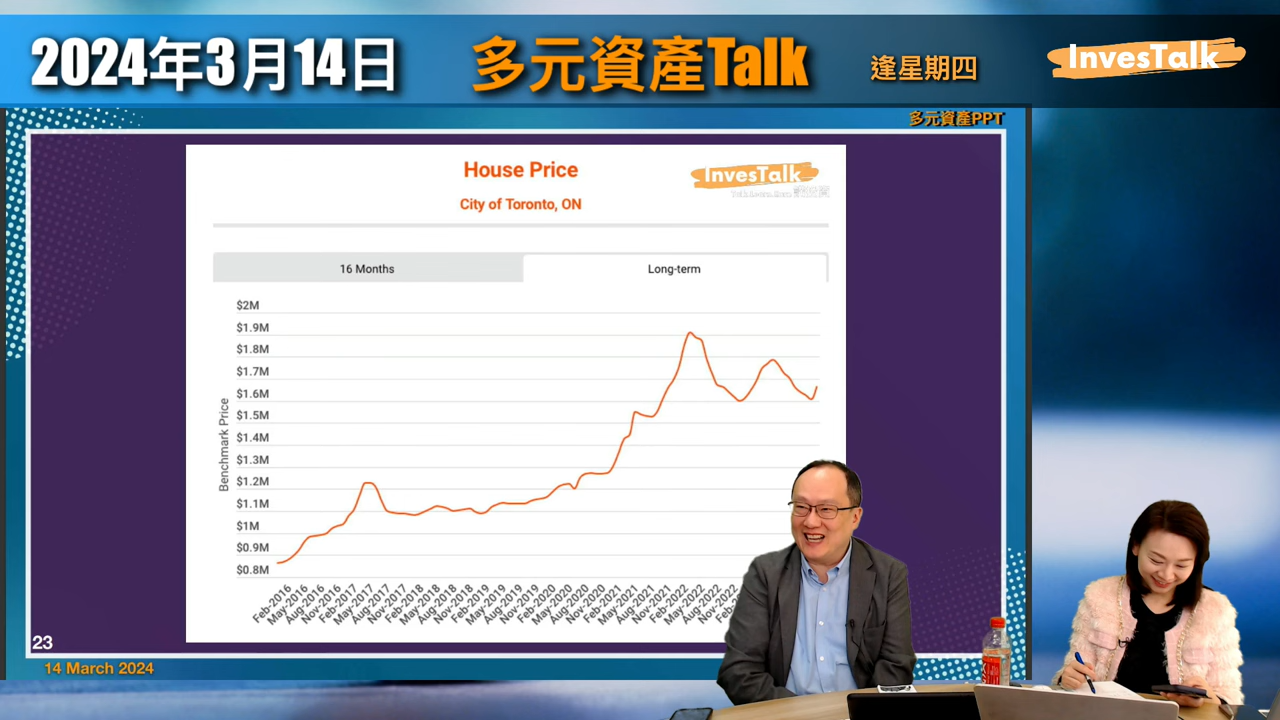 2024年3月14日
多元資產Talk
逢星期四
InvesTalk
多元資產PPT
House Price
InvesTalk
City of Toronto, ON
16 Months
Long-term
$2M
$1.9M
$1.8M
$1.7M
$1.6M
$1.5M
$1.4M
$1.3M
$1.2M
$1.1M
$1M
$0.9M
$0.8M
Benchmark Price
Feb-2016
May-2016
Aug-2016
Nov-2016
Feb-2017
May-2017
Aug-2017
Nov-2017
Feb-2018
May-2018
Aug-2018
Nov-2018
Feb-2019
May-2019
Aug-2019
Nov-2019
Feb-2020
May-2020
Aug-2020
Nov-2020
Feb-2021
May-2021
Aug-2021
Nov-2021
Feb-2022
May-2022
Aug-2022
Nov-2022
23
14 March 2024